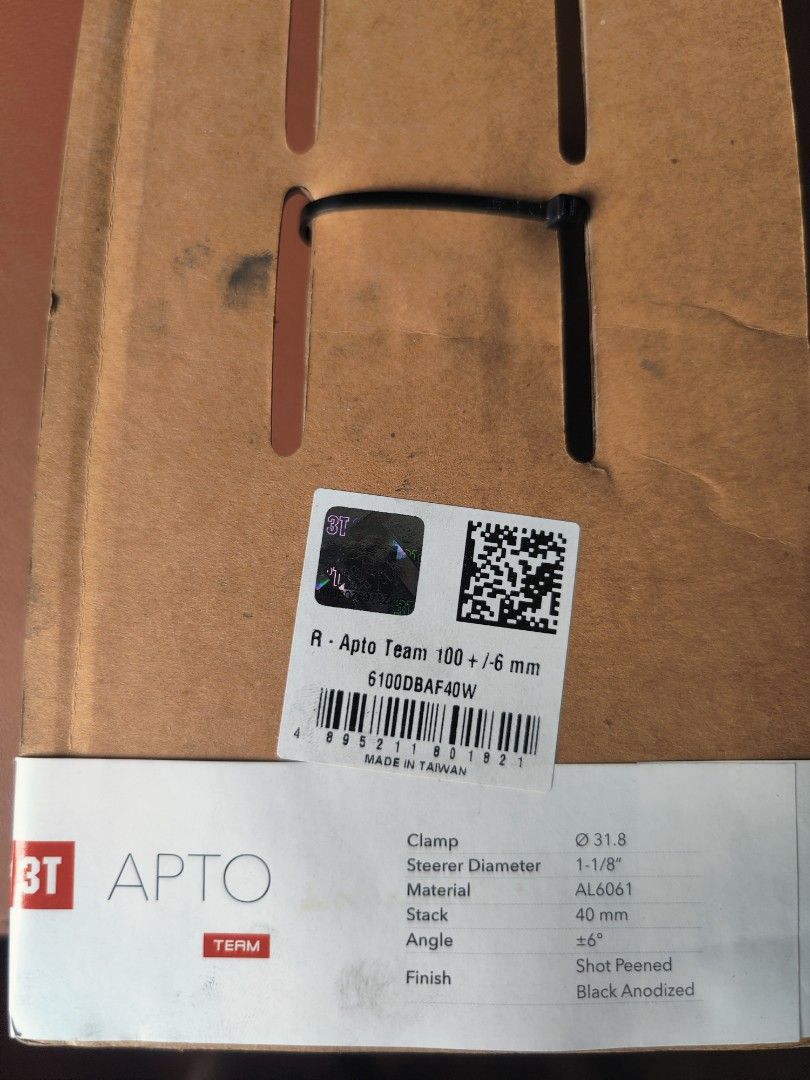 3T
3T
R - Apto Team 100 +/-6 mm
6100DBAF40W
4 895211 801821
MADE IN TAIWAN
3T
APTO
TEAM
Clamp Ø 31.8
Steerer Diameter 1-1/8"
Material AL6061
Stack 40 mm
Angle ±6°
Finish Shot Peened
Black Anodized